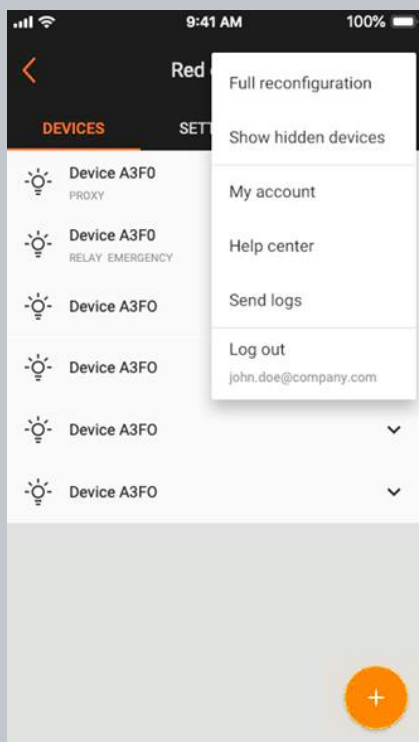 9:41 AM
100%
Red
DEVICES
SETT
Full reconfiguration
Show hidden devices
My account
Help center
Send logs
Log out
john.doe@company.com
Device A3F0
PROXY
Device A3F0
RELAY EMERGENCY
Device A3FO
Device A3FO
Device A3FO
Device A3FO
+